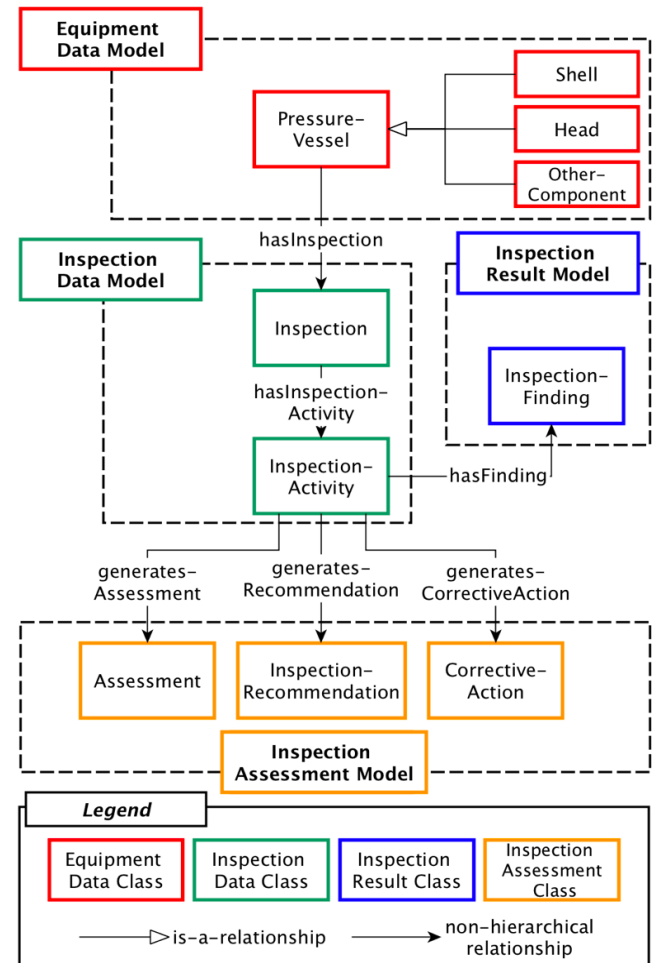 Equipment
Data Model
Shell
Pressure-
Vessel
Head
Other-
Component
hasInspection
Inspection
Data Model
Inspection
Result Model
Inspection
Inspection-
Finding
hasInspection-
Activity
Inspection-
Activity
hasFinding
generates-
Assessment
generates-
Recommendation
generates-
CorrectiveAction
Assessment
Inspection-
Recommendation
Corrective-
Action
Inspection
Assessment Model
Legend
Equipment
Data Class
Inspection
Data Class
Inspection
Result Class
Inspection
Assessment
Class
is-a-relationship
non-hierarchical
relationship